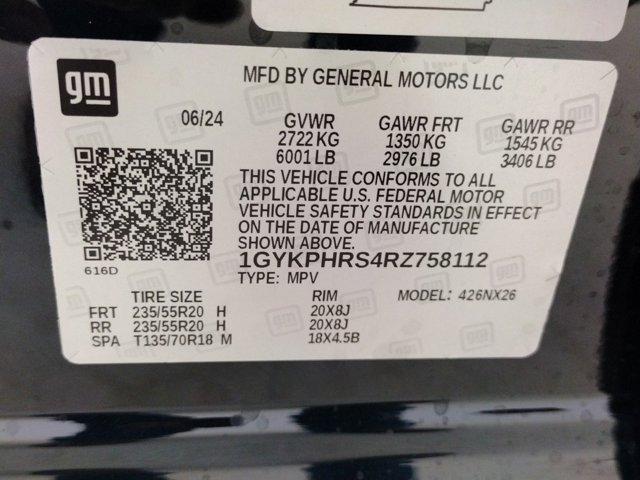 gm
MFD BY GENERAL MOTORS LLC
06/24 GVWR GAWR FRT GAWR RR
2722 KG 1350 KG 1545 KG
6001 LB 2976 LB 3406 LB
THIS VEHICLE CONFORMS TO ALL
APPLICABLE U.S. FEDERAL MOTOR
VEHICLE SAFETY STANDARDS IN EFFECT
ON THE DATE OF MANUFACTURE
SHOWN ABOVE.
616D
1GYKPHRS4RZ758112
TYPE: MPV
TIRE SIZE RIM MODEL: 426NX26
FRT 235/55R20 H 20X8J
RR 235/55R20 H 20X8J
SPA T135/70R18 M 18X4.5B